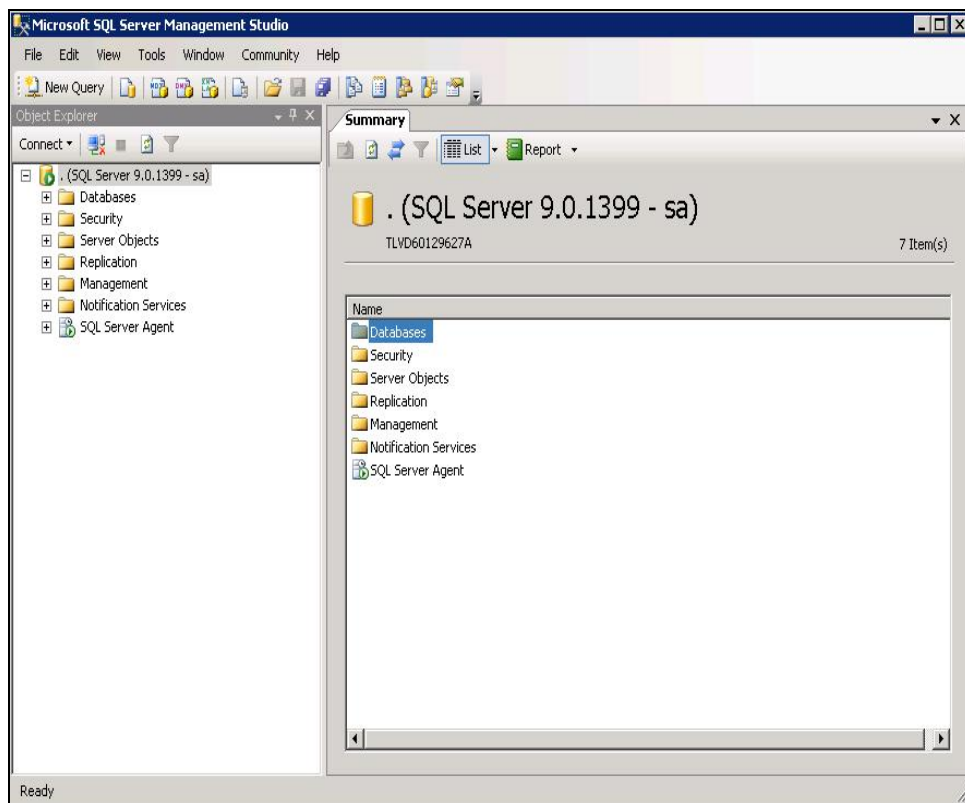 Microsoft SQL Server Management Studio
File Edit View Tools Window Community Help
New Query
Object Explorer
Connect
. (SQL Server 9.0.1399 - sa)
Databases
Security
Server Objects
Replication
Management
Notification Services
SQL Server Agent
Summary
List Report
. (SQL Server 9.0.1399 - sa)
TLVD60129627A 7 Item(s)
Name
Databases
Security
Server Objects
Replication
Management
Notification Services
SQL Server Agent
Ready